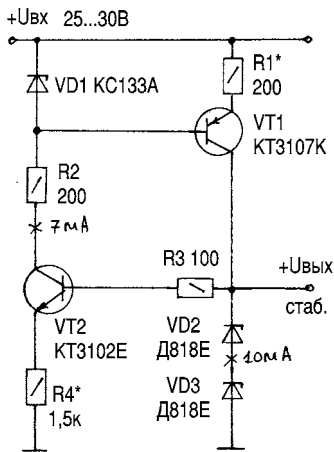 +Uвх 25...30В
R1*
200
VD1 КС133А
VT1
КТ3107К
R2
200
7мА
R3 100
+Uвых
стаб.
VT2
КТ3102Е
VD2
Д818Е
10мА
VD3
Д818Е
R4*
1,5к